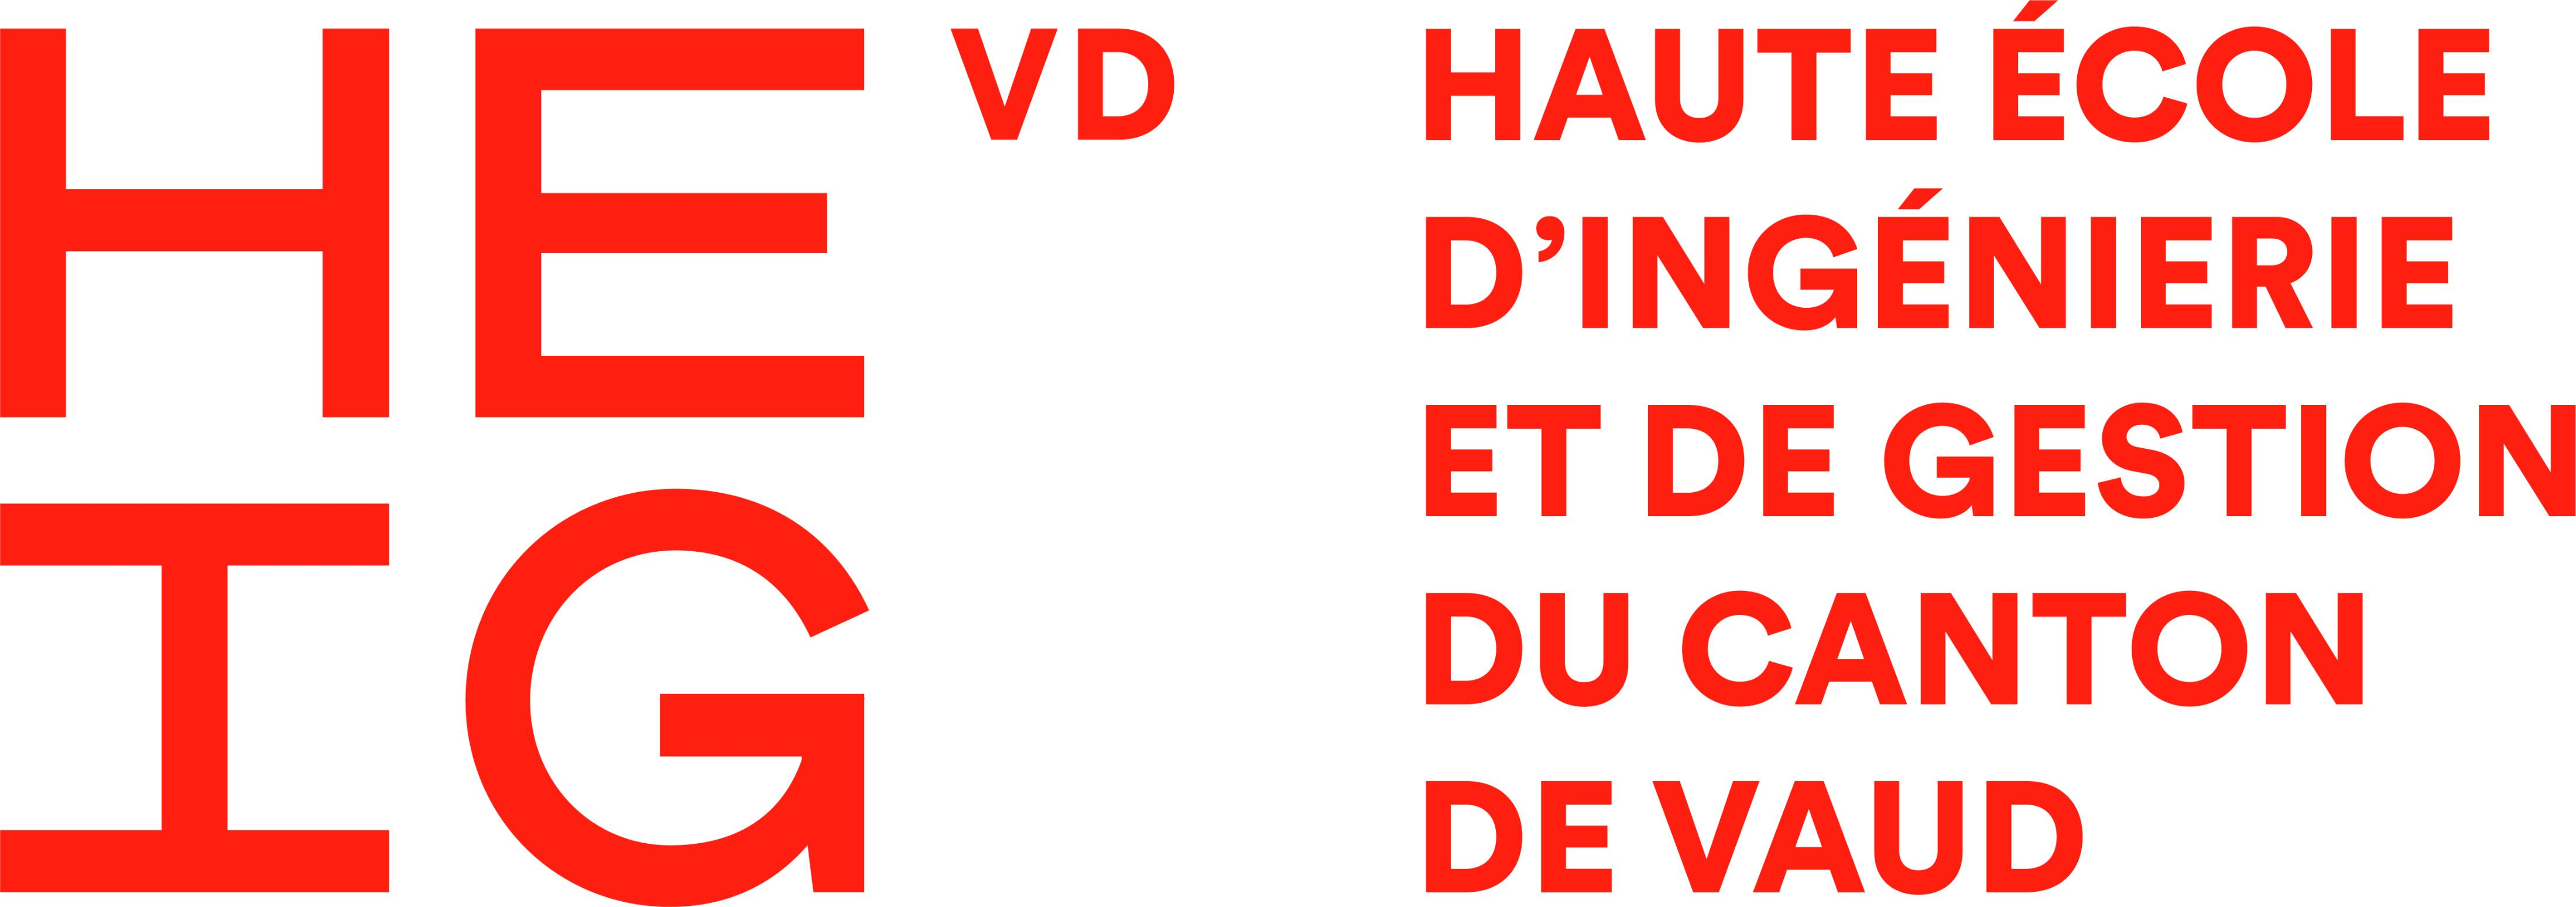 HE VD
IG
HAUTE ÉCOLE
D’INGÉNIERIE
ET DE GESTION
DU CANTON
DE VAUD